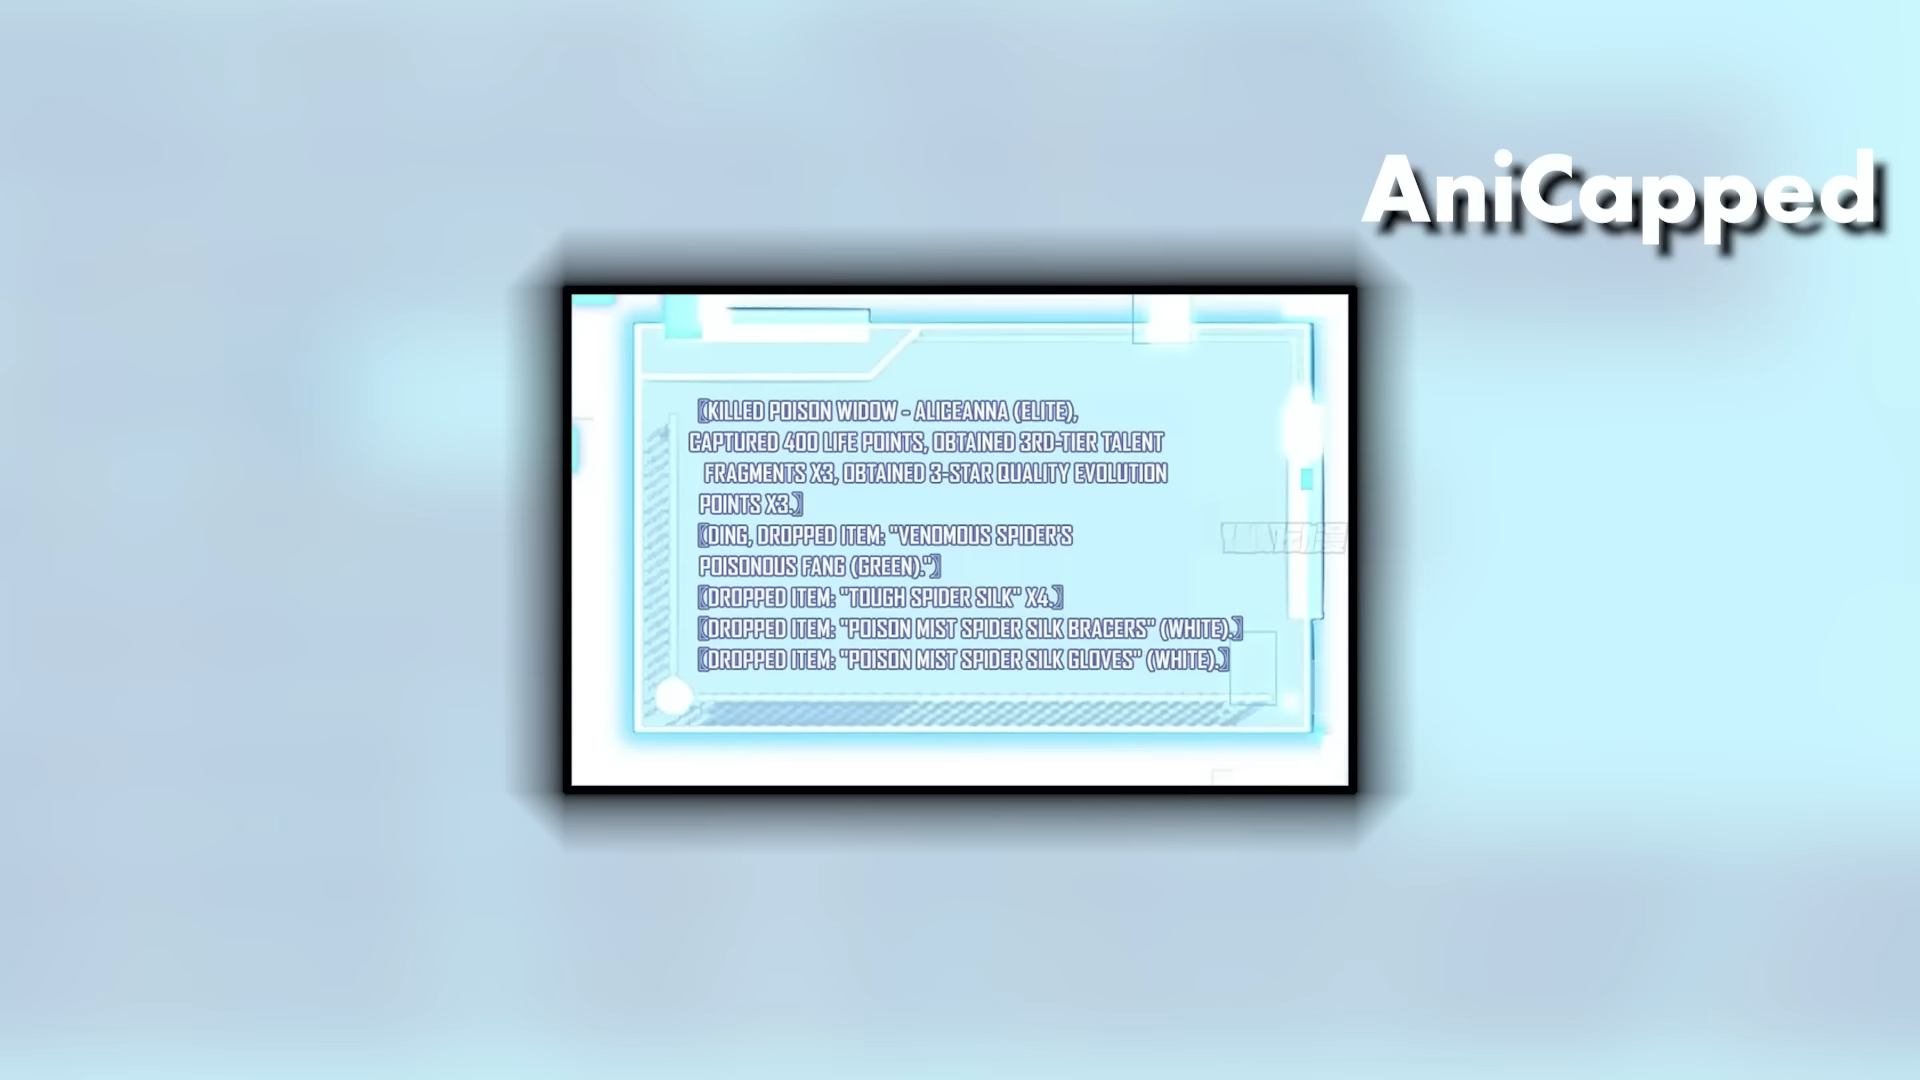 AniCapped
〖KILLED POISON WIDOW - ALICEANNA (ELITE),
CAPTURED 400 LIFE POINTS, OBTAINED 3RD-TIER TALENT
FRAGMENTS X3, OBTAINED 3-STAR QUALITY EVOLUTION
POINTS X3.〗
〖DING, DROPPED ITEM: "VENOMOUS SPIDER'S
POISONOUS FANG (GREEN)."〗
〖DROPPED ITEM: "TOUGH SPIDER SILK" X4.〗
〖DROPPED ITEM: "POISON MIST SPIDER SILK BRACERS" (WHITE).〗
〖DROPPED ITEM: "POISON MIST SPIDER SILK GLOVES" (WHITE).〗